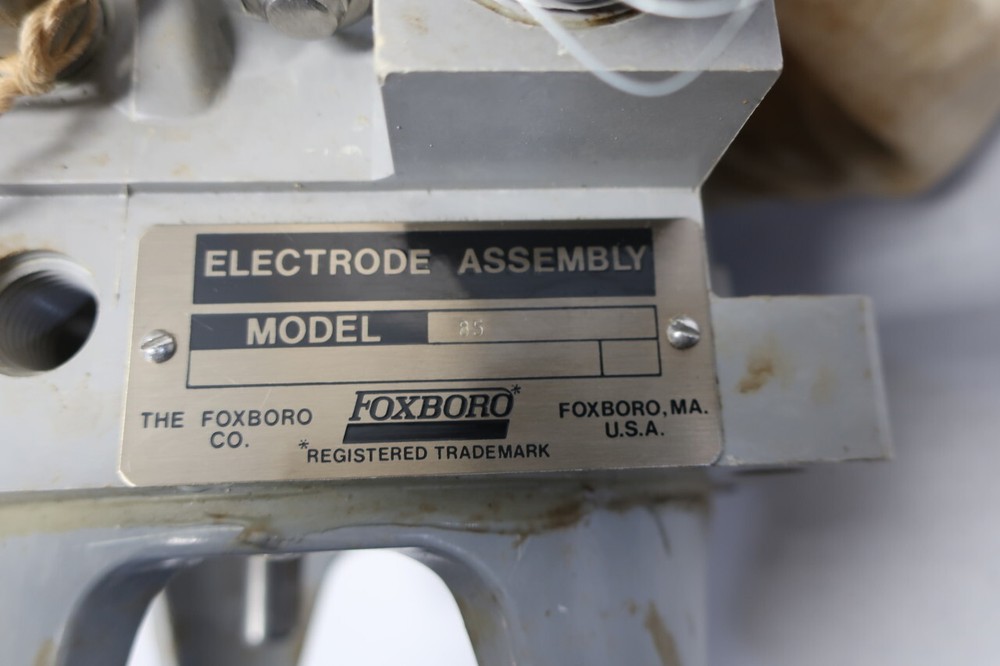 ELECTRODE ASSEMBLY
MODEL 85
THE FOXBORO CO.
FOXBORO*
FOXBORO, MA. U.S.A.
*REGISTERED TRADEMARK